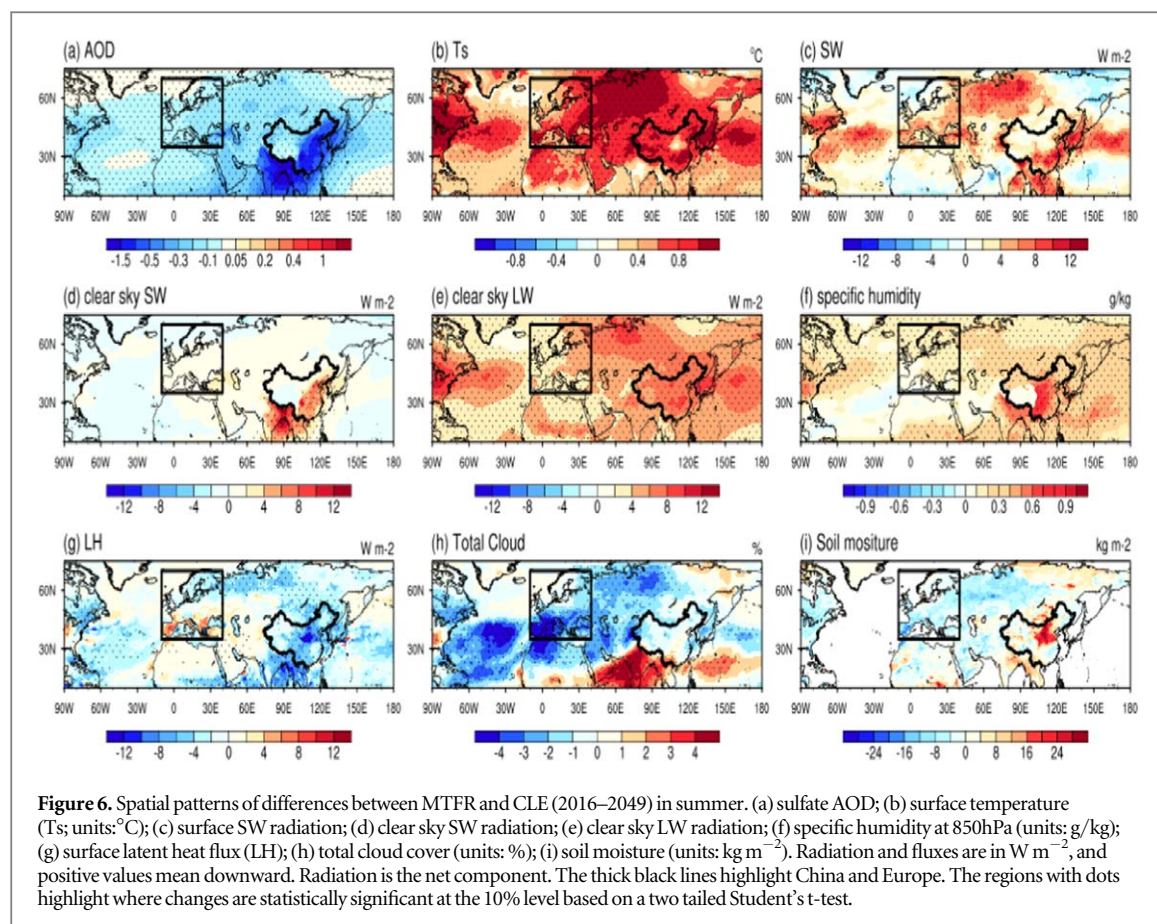 (a) AOD
60N
30N
90W 60W 30W 0 30E 60E 90E 120E 150E 180
-1.5 -0.5 -0.3 -0.1 0.05 0.2 0.4 1
(b) Ts °C
60N
30N
90W 60W 30W 0 30E 60E 90E 120E 150E 180
-0.8 -0.4 0 0.4 0.8
(c) SW W m-2
60N
30N
90W 60W 30W 0 30E 60E 90E 120E 150E 180
-12 -8 -4 0 4 8 12
(d) clear sky SW W m-2
60N
30N
90W 60W 30W 0 30E 60E 90E 120E 150E 180
-12 -8 -4 0 4 8 12
(e) clear sky LW W m-2
60N
30N
90W 60W 30W 0 30E 60E 90E 120E 150E 180
-12 -8 -4 0 4 8 12
(f) specific humidity g/kg
60N
30N
90W 60W 30W 0 30E 60E 90E 120E 150E 180
-0.9 -0.6 -0.3 0 0.3 0.6 0.9
(g) LH W m-2
60N
30N
90W 60W 30W 0 30E 60E 90E 120E 150E 180
-12 -8 -4 0 4 8 12
(h) Total Cloud %
60N
30N
90W 60W 30W 0 30E 60E 90E 120E 150E 180
-4 -3 -2 -1 0 1 2 3 4
(i) Soil mositure kg m-2
60N
30N
90W 60W 30W 0 30E 60E 90E 120E 150E 180
-24 -16 -8 0 8 16 24
Figure 6. Spatial patterns of differences between MTFR and CLE (2016–2049) in summer. (a) sulfate AOD; (b) surface temperature
(Ts; units:°C); (c) surface SW radiation; (d) clear sky SW radiation; (e) clear sky LW radiation; (f) specific humidity at 850hPa (units: g/kg);
(g) surface latent heat flux (LH); (h) total cloud cover (units: %); (i) soil moisture (units: kg m⁻²). Radiation and fluxes are in W m⁻², and
positive values mean downward. Radiation is the net component. The thick black lines highlight China and Europe. The regions with dots
highlight where changes are statistically significant at the 10% level based on a two tailed Student's t-test.